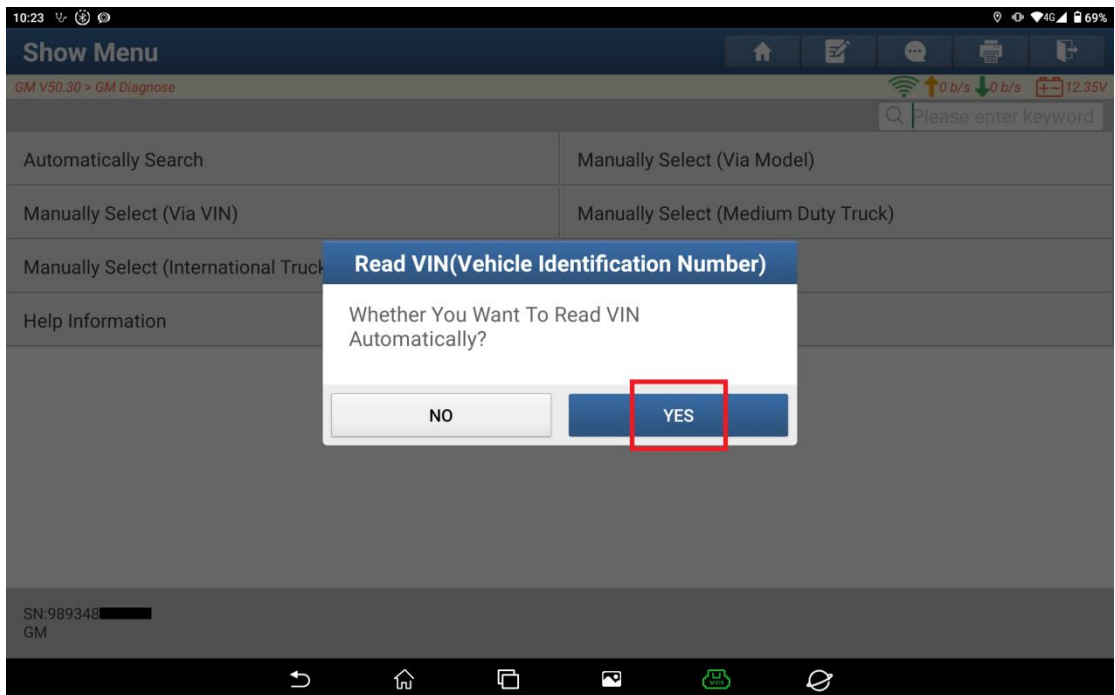 10:23
4G 69%
Show Menu
GM V50.30 > GM Diagnose
0 b/s 0 b/s 12.35V
Please enter keyword
Automatically Search
Manually Select (Via Model)
Manually Select (Via VIN)
Manually Select (Medium Duty Truck)
Manually Select (International Truck
Help Information
Read VIN(Vehicle Identification Number)
Whether You Want To Read VIN
Automatically?
NO
YES
SN:989348
GM
VCI